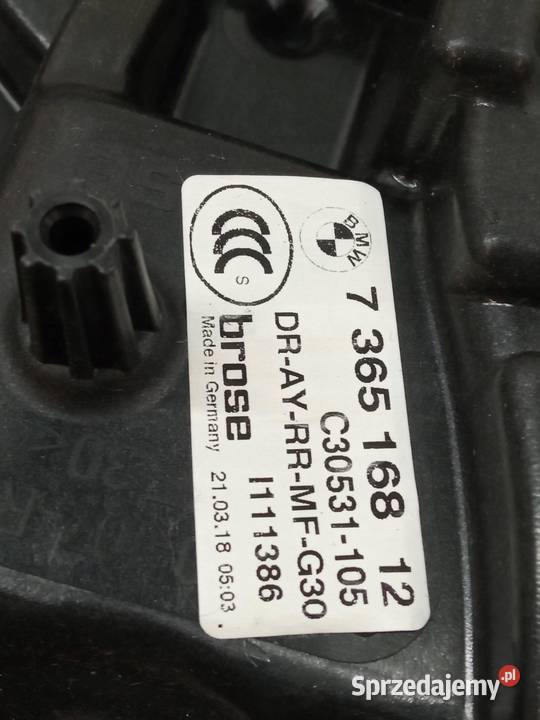 CCC S
BMW
7 365 168 12
C30531-105
DR-AY-RR-MF-G30
I111386
brose
Made in Germany 21.03.18 05:03.
Sprzedajemy.pl